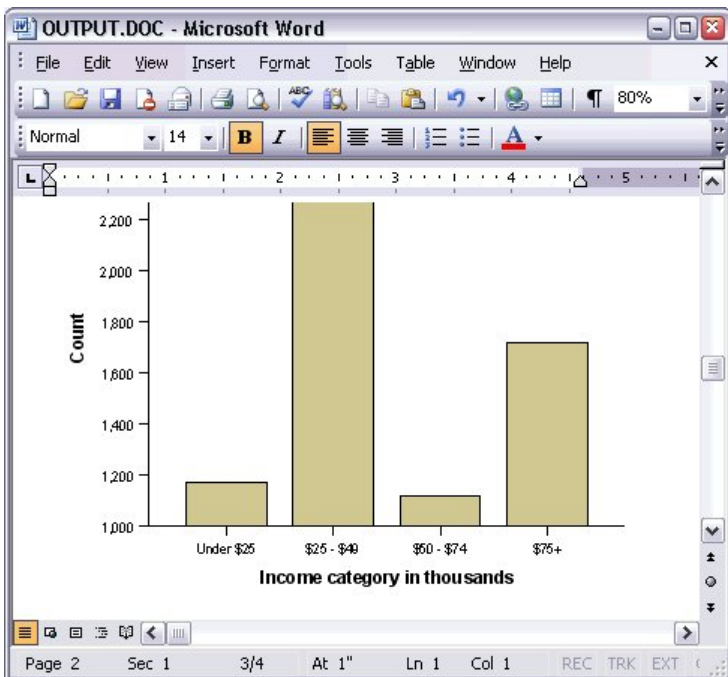 OUTPUT.DOC - Microsoft Word
File Edit View Insert Format Tools Table Window Help
ABC ¶ 80%
Normal 14 B I A
L 1 2 3 4 5
2,200
2,000
1,800
1,600
1,400
1,200
1,000
Count
Under $25 $25 - $49 $50 - $74 $75+
Income category in thousands
Page 2 Sec 1 3/4 At 1" Ln 1 Col 1 REC TRK EXT